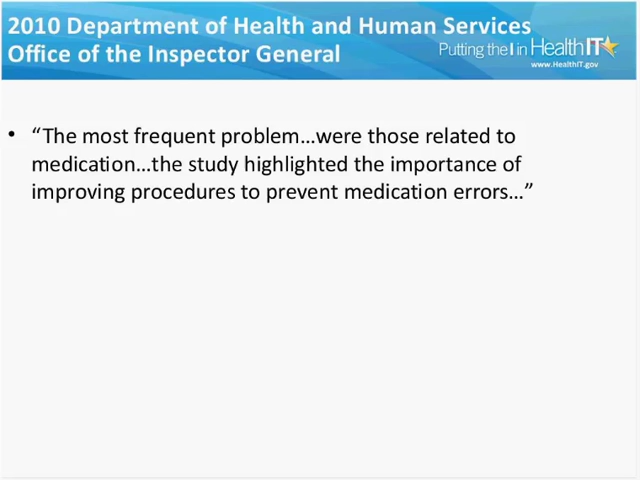 2010 Department of Health and Human Services
Office of the Inspector General
Putting the I in HealthIT
www.HealthIT.gov
• “The most frequent problem…were those related to
medication…the study highlighted the importance of
improving procedures to prevent medication errors…”